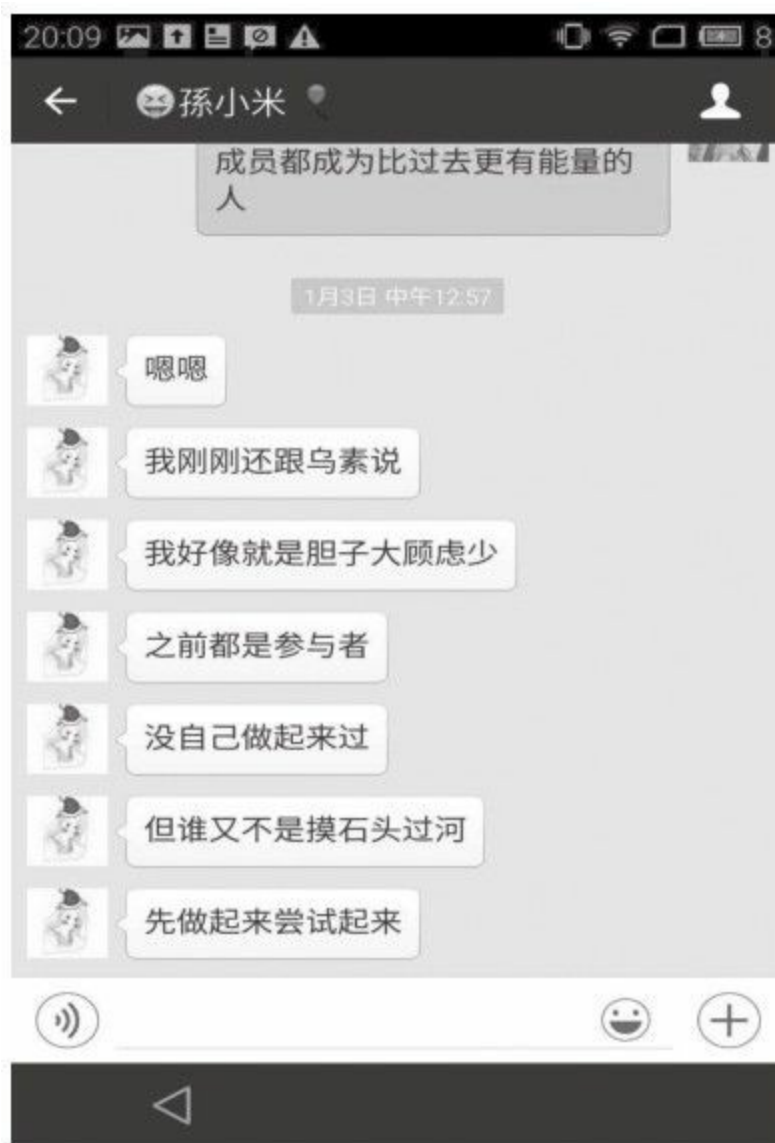 20:09 8
孫小米
成员都成为比过去更有能量的
人
1月3日 中午12:57
嗯嗯
我刚刚还跟乌素说
我好像就是胆子大顾虑少
之前都是参与者
没自己做起来过
但谁又不是摸石头过河
先做起来尝试起来